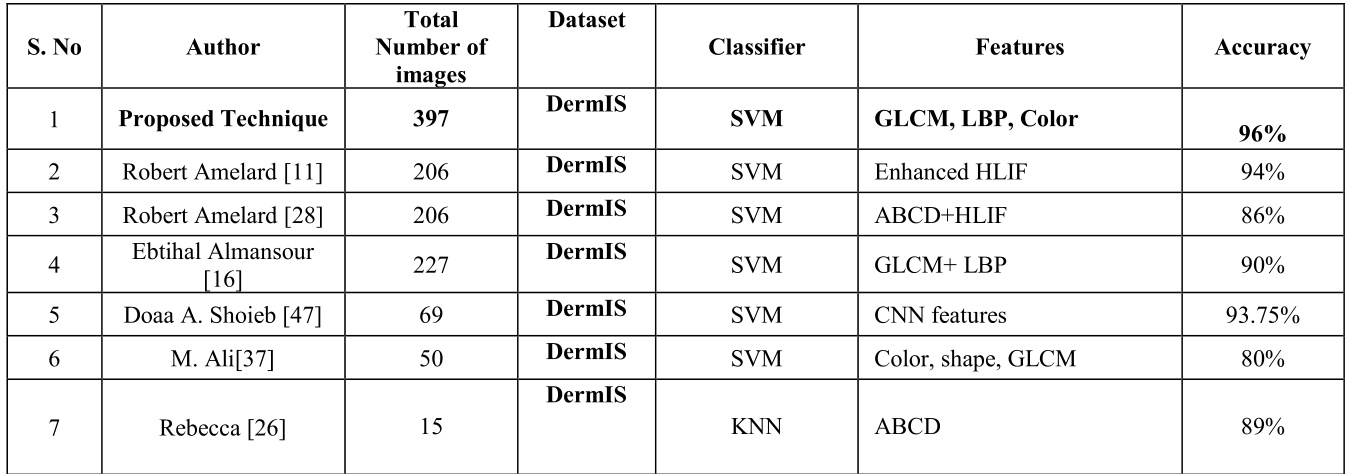 S. No Author Total Number of images Dataset Classifier Features Accuracy
1 Proposed Technique 397 DermIS SVM GLCM, LBP, Color 96%
2 Robert Amelard [11] 206 DermIS SVM Enhanced HLIF 94%
3 Robert Amelard [28] 206 DermIS SVM ABCD+HLIF 86%
4 Ebtihal Almansour [16] 227 DermIS SVM GLCM+ LBP 90%
5 Doaa A. Shoieb [47] 69 DermIS SVM CNN features 93.75%
6 M. Ali[37] 50 DermIS SVM Color, shape, GLCM 80%
7 Rebecca [26] 15 DermIS KNN ABCD 89%